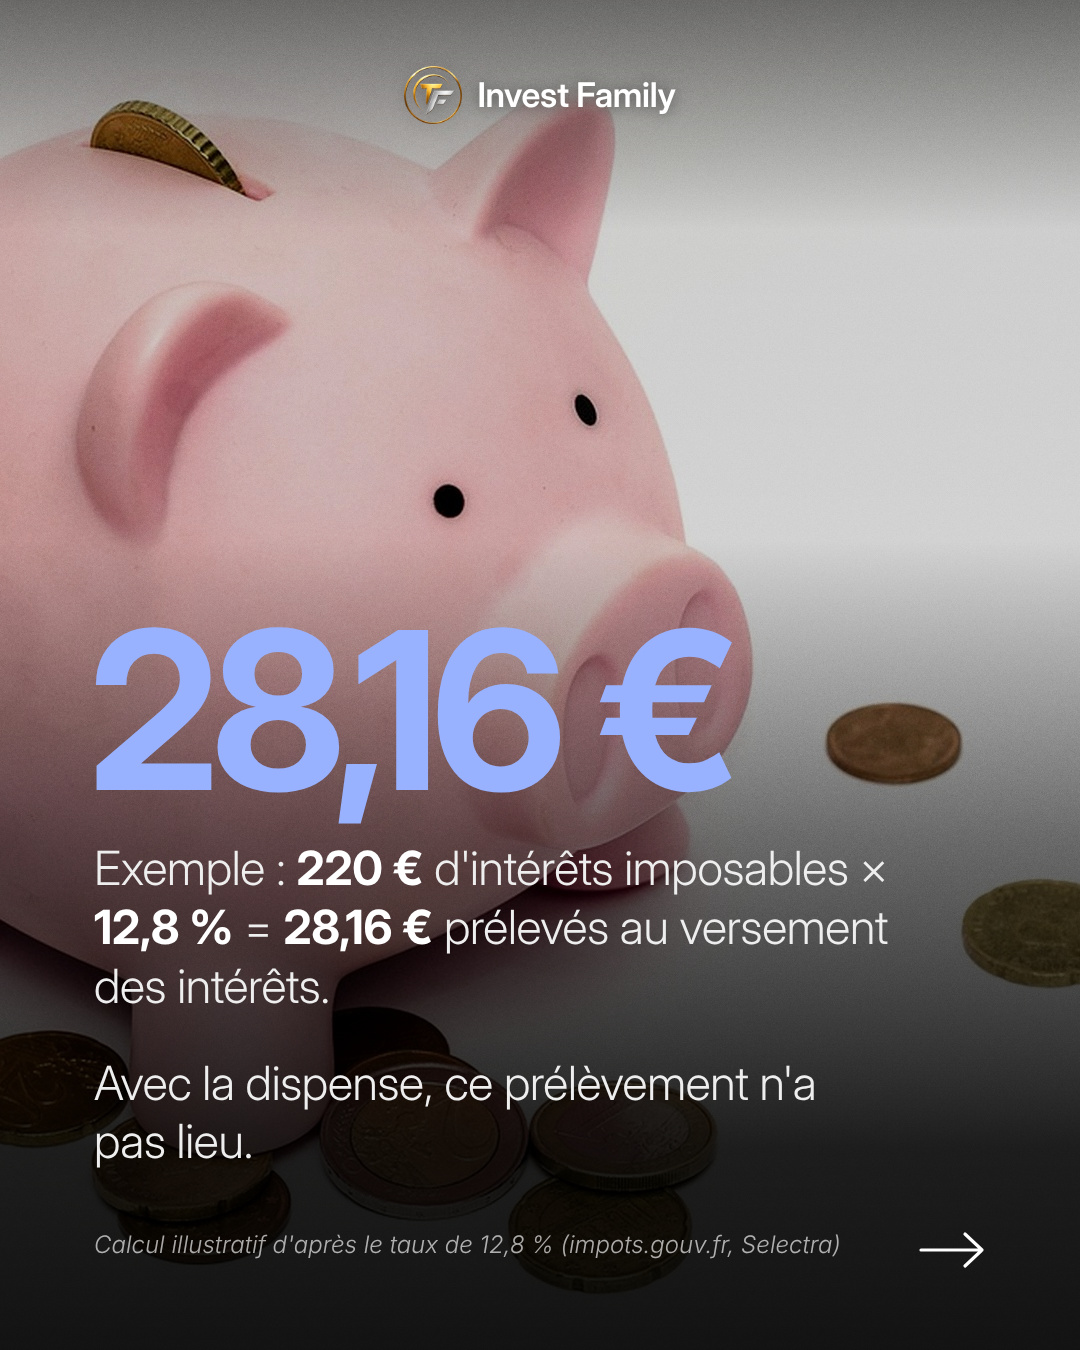 Invest Family
28,16 €
Exemple : 220 € d'intérêts imposables ×
12,8 % = 28,16 € prélevés au versement
des intérêts.
Avec la dispense, ce prélèvement n'a
pas lieu.
Calcul illustratif d'après le taux de 12,8 % (impots.gouv.fr, Selectra)